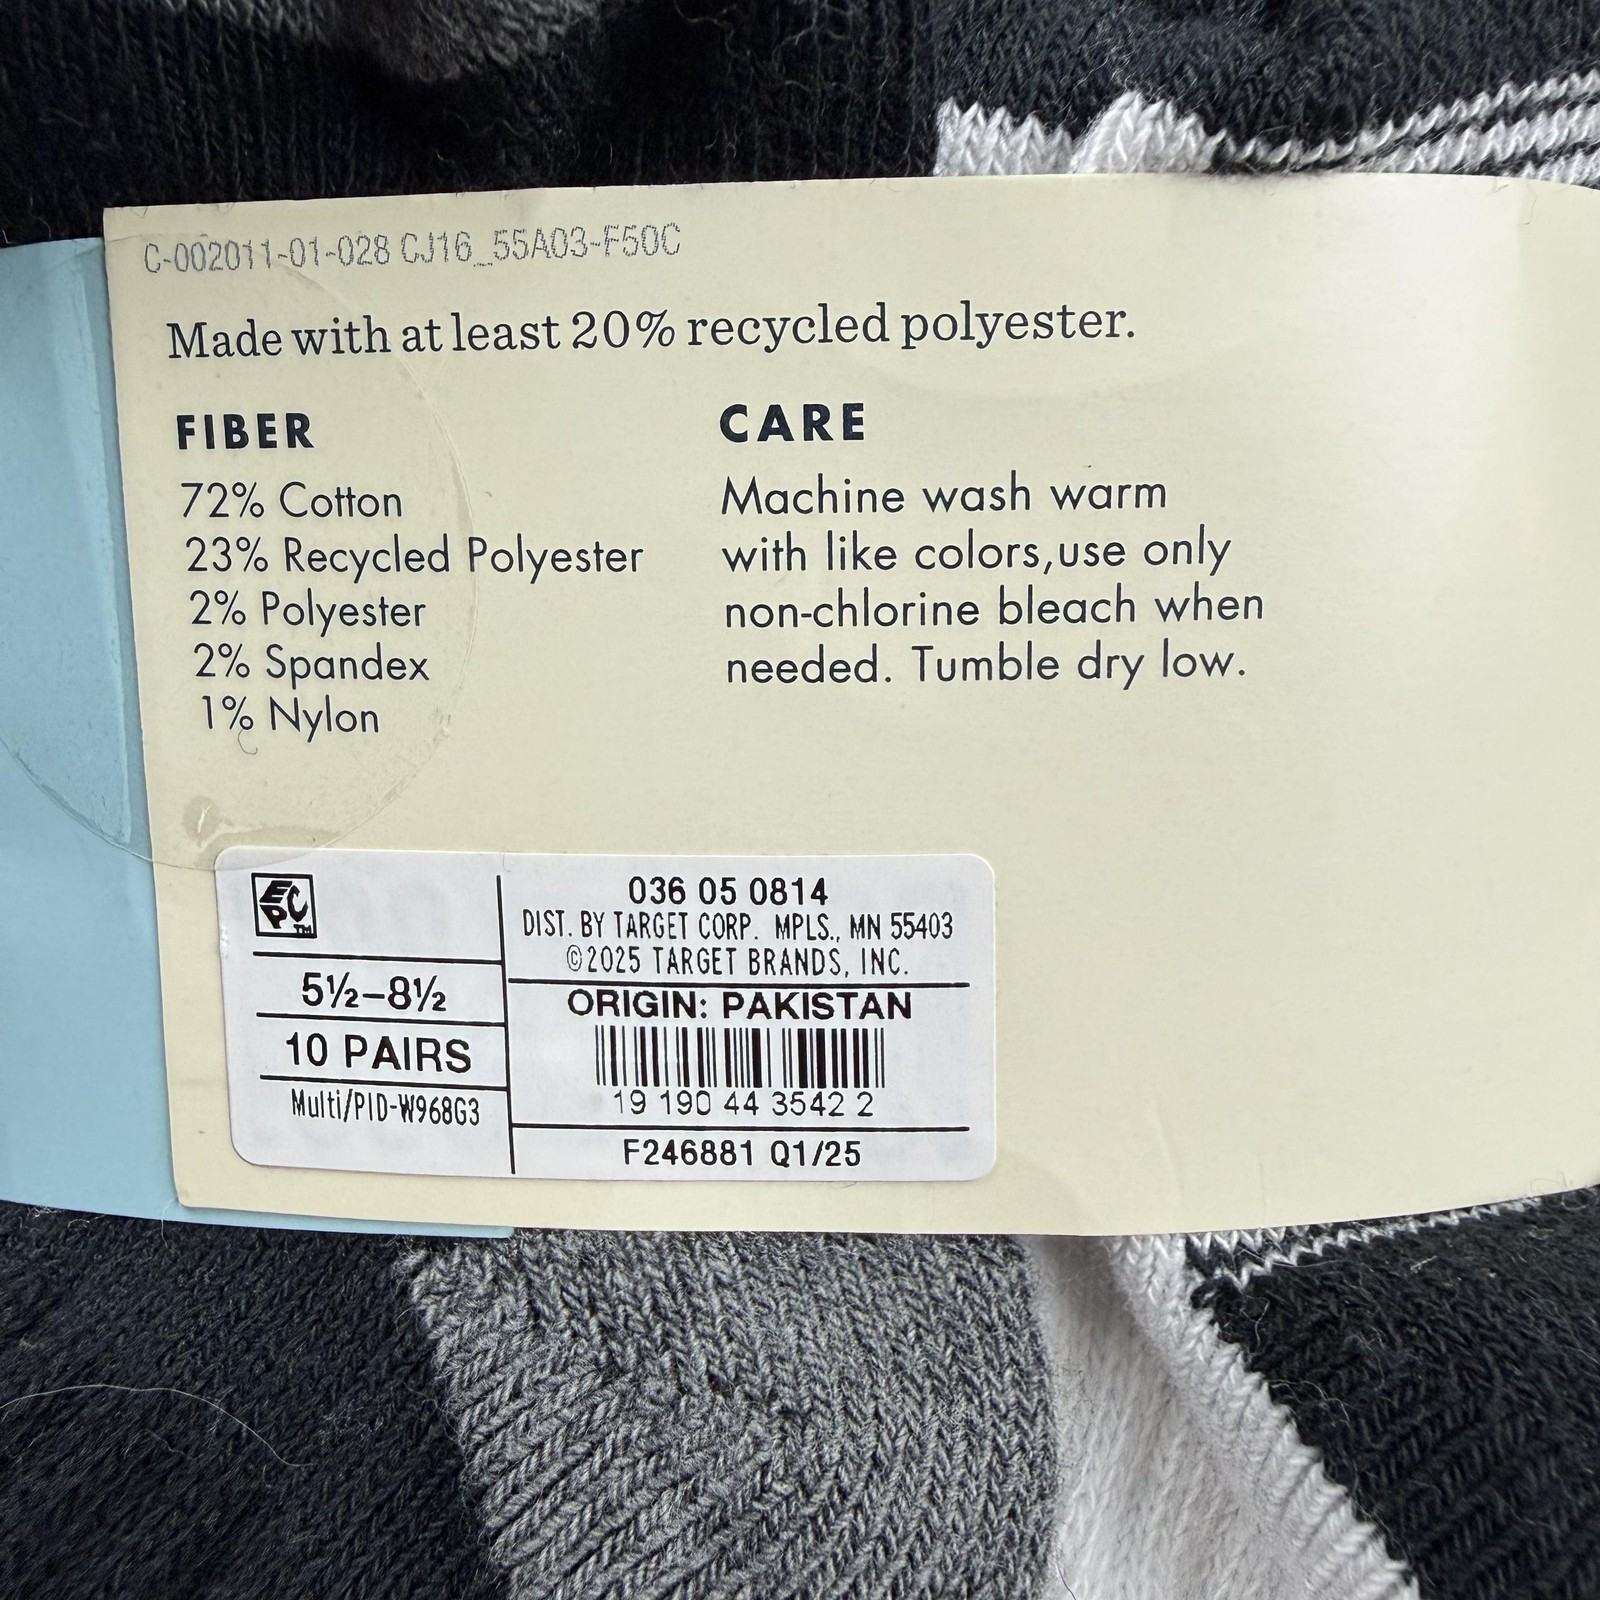 C-002011-01-028 CJ16_55A03-F50C
Made with at least 20% recycled polyester.
FIBER
72% Cotton
23% Recycled Polyester
2% Polyester
2% Spandex
1% Nylon
CARE
Machine wash warm
with like colors,use only
non-chlorine bleach when
needed. Tumble dry low.
EPC™
5½–8½
10 PAIRS
Multi/PID-W968G3
036 05 0814
DIST. BY TARGET CORP. MPLS., MN 55403
©2025 TARGET BRANDS, INC.
ORIGIN: PAKISTAN
19 190 44 3542 2
F246881 Q1/25